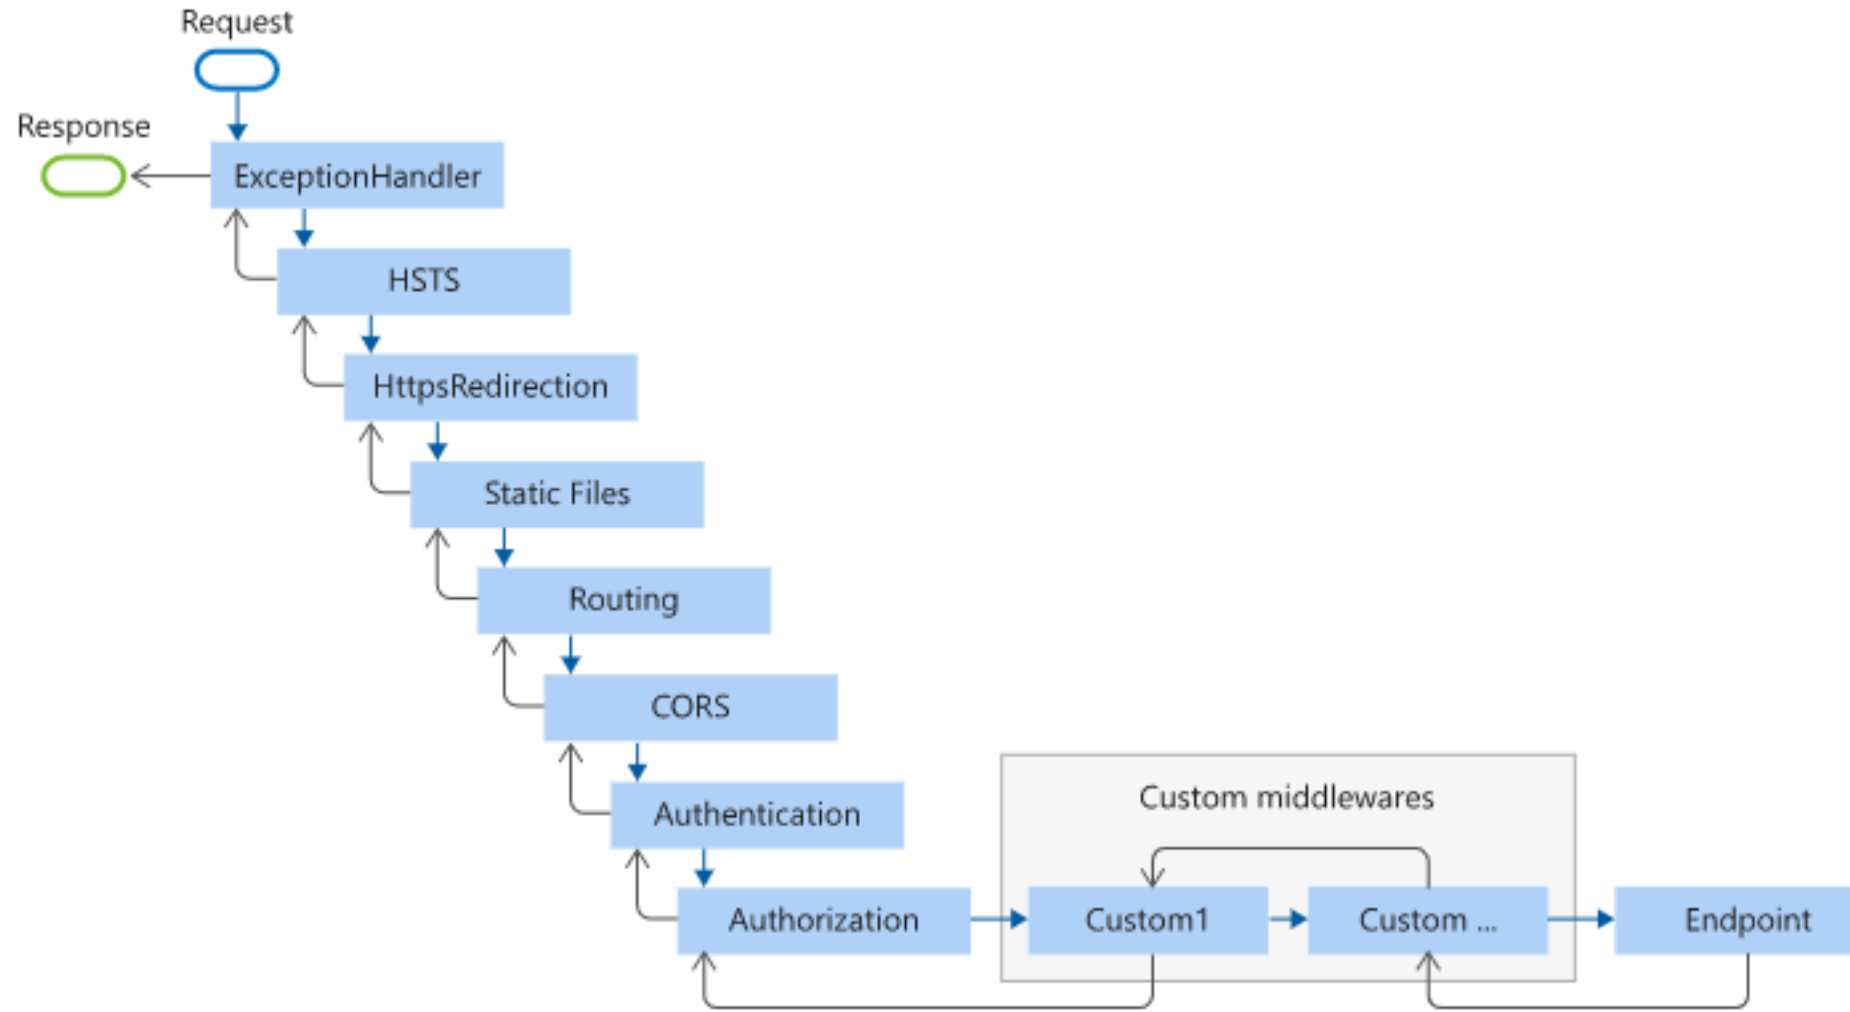 Request
Response
ExceptionHandler
HSTS
HttpsRedirection
Static Files
Routing
CORS
Authentication
Custom middlewares
Authorization
Custom1
Custom ...
Endpoint